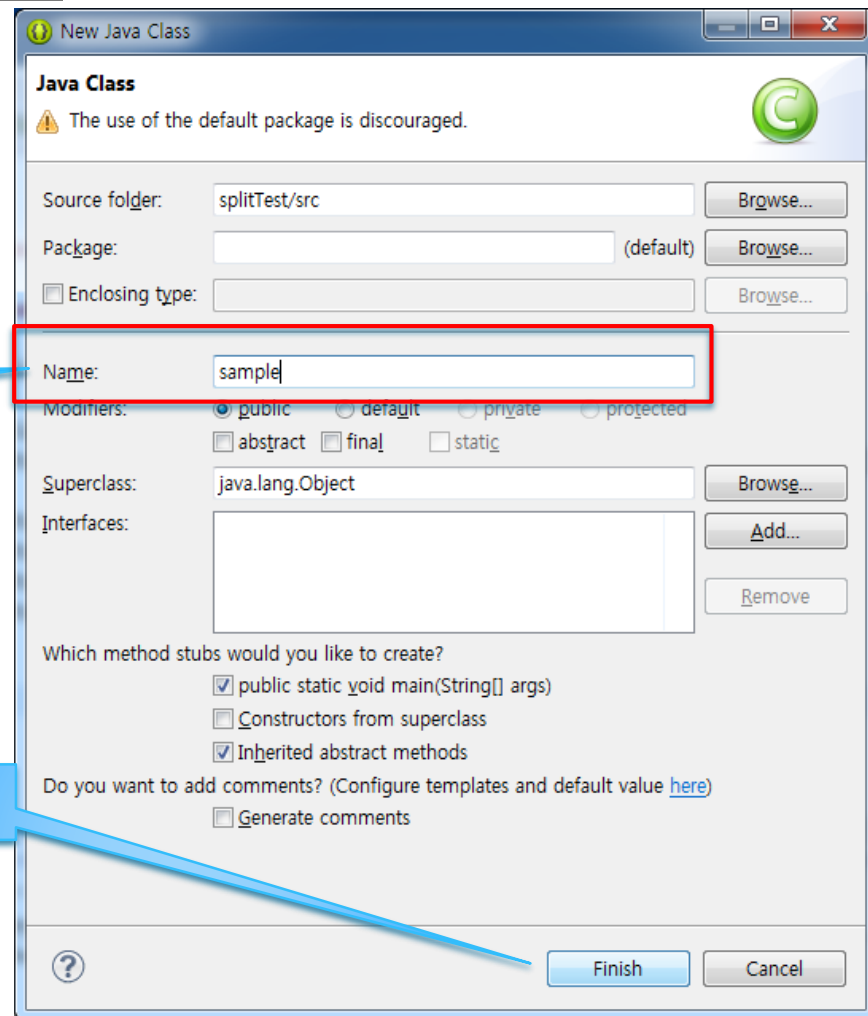 New Java Class
Java Class
The use of the default package is discouraged.
Source folder: splitTest/src Browse...
Package: (default) Browse...
Enclosing type: Browse...
Name: sample
Modifiers: public default private protected
abstract final static
Superclass: java.lang.Object Browse...
Interfaces: Add...
Remove
Which method stubs would you like to create?
public static void main(String[] args)
Constructors from superclass
Inherited abstract methods
Do you want to add comments? (Configure templates and default value here)
Generate comments
? Finish Cancel